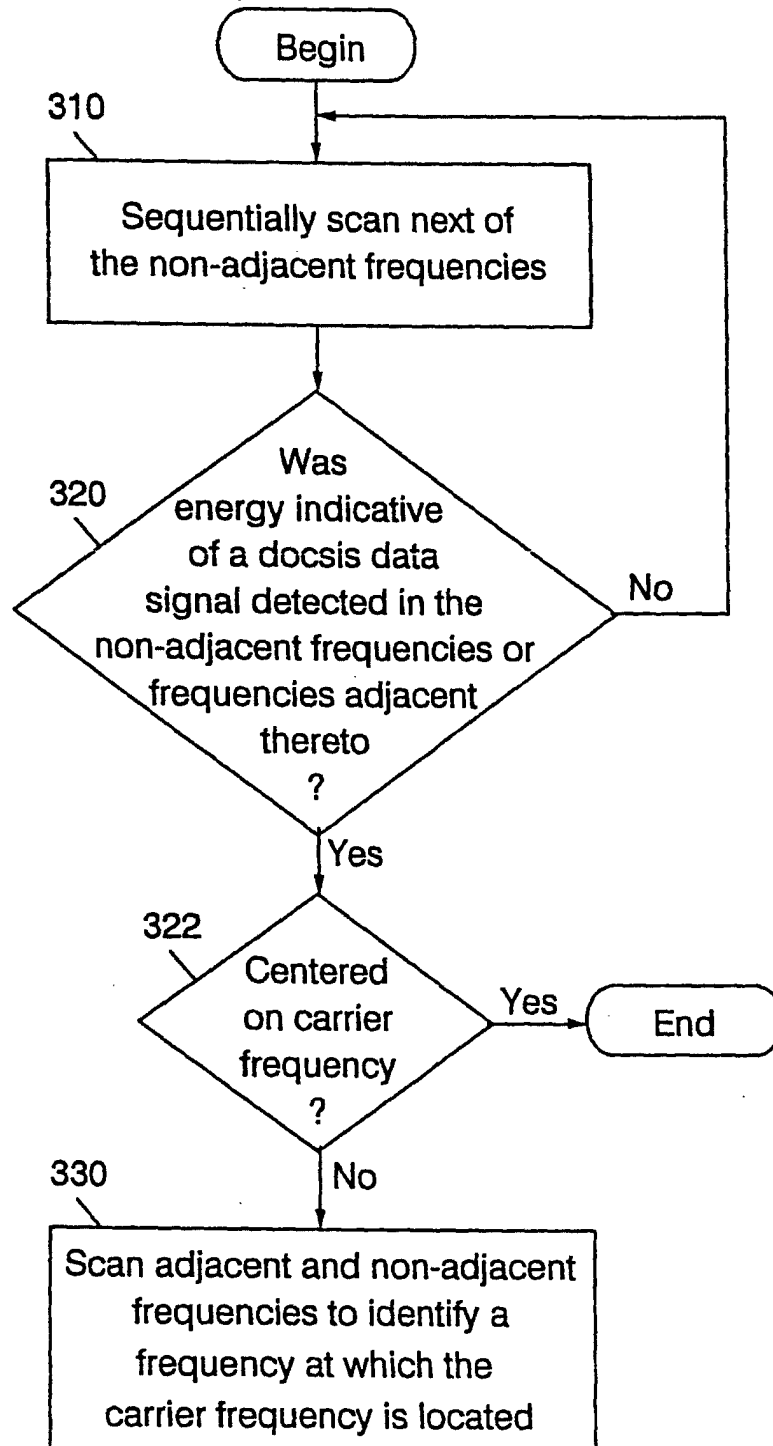 Begin
310
Sequentially scan next of
the non-adjacent frequencies
320
Was
energy indicative
of a docsis data
signal detected in the
non-adjacent frequencies or
frequencies adjacent
thereto
?
No
Yes
322
Centered
on carrier
frequency
?
Yes
End
No
330
Scan adjacent and non-adjacent
frequencies to identify a
frequency at which the
carrier frequency is located